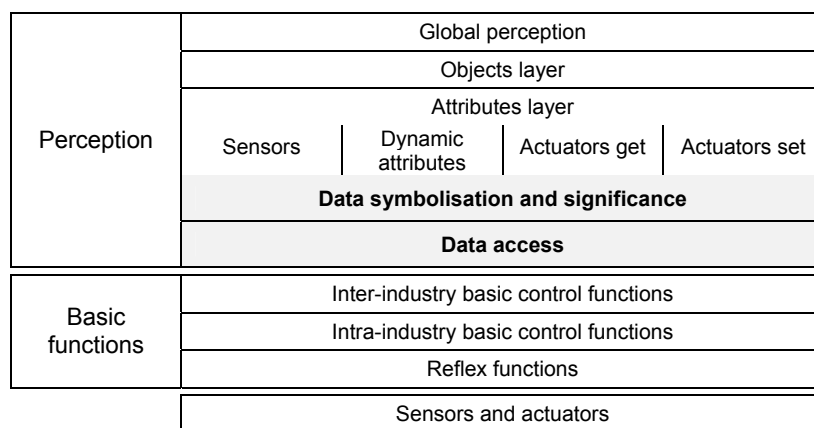 Global perception
Objects layer
Attributes layer
Perception
Sensors
Dynamic
attributes
Actuators get
Actuators set
Data symbolisation and significance
Data access
Basic
functions
Inter-industry basic control functions
Intra-industry basic control functions
Reflex functions
Sensors and actuators